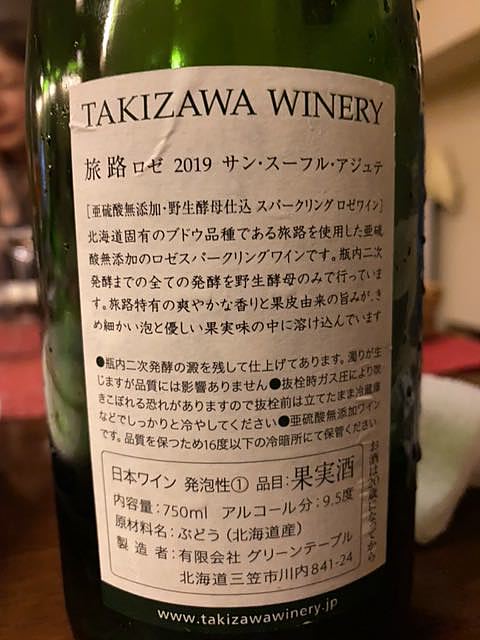 TAKIZAWA WINERY
旅路ロゼ 2019 サン・スーフル・アジュテ
[亜硫酸無添加・野生酵母仕込 スパークリング ロゼワイン]
北海道固有のブドウ品種である旅路を使用した亜硫
酸無添加のロゼスパークリングワインです。瓶内二次
発酵までの全ての発酵を野生酵母のみで行っていま
す。旅路特有の爽やかな香りと果皮由来の旨みが、き
め細かい泡と優しい果実味の中に溶け込んでいます
●瓶内二次発酵の澱を残して仕上げてあります。濁りが生
じますが品質には影響ありません●抜栓時ガス圧により吹
きこぼれる恐れがありますので抜栓前は立てたまま冷蔵庫
などでしっかりと冷やしてください●亜硫酸無添加ワイン
です。品質を保つため16度以下の冷暗所にて保管ください
日本ワイン 発泡性① 品目:果実酒
内容量:750ml アルコール分:9.5度
原材料名:ぶどう(北海道産)
製造者:有限会社 グリーンテーブル
北海道三笠市川内841-24
お酒は20歳になってから
www.takizawawinery.jp